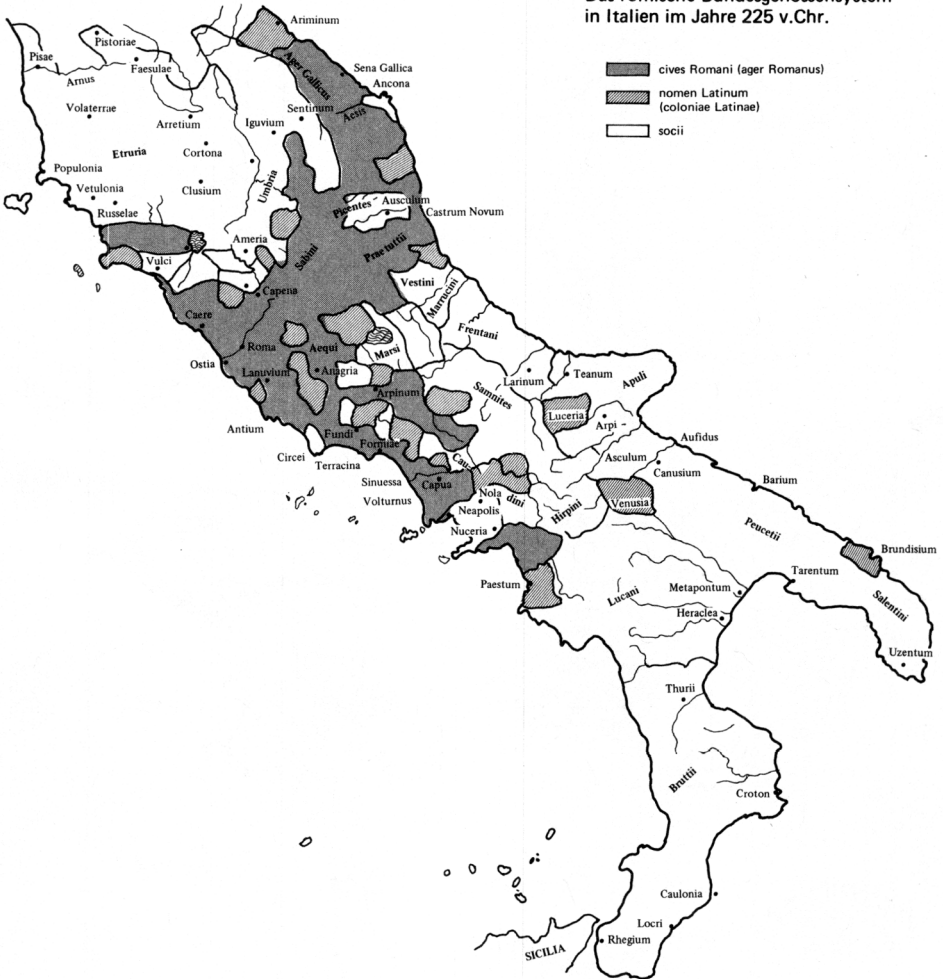 Das römische Bundesgenossensystem
in Italien im Jahre 225 v.Chr.
cives Romani (ager Romanus)
nomen Latinum
(coloniae Latinae)
socii
Ariminum
Pistoriae
Pisae
Faesulae
Arnus
Ager Gallicus
Sena Gallica
Ancona
Volaterrae
Arretium
Iguvium
Sentinum
Aesis
Etruria
Cortona
Populonia
Umbria
Vetulonia
Clusium
Russelae
Picentes
Ausculum
Castrum Novum
Ameria
Sabini
Praetuttii
Vulci
Capena
Vestini
Marrucini
Caere
Frentani
Roma
Aequi
Marsi
Ostia
Lanuvium
Anagria
Larinum
Teanum
Apuli
Arpinum
Samnites
Luceria
Arpi
Antium
Fundi
Formiae
Aufidus
Circei
Terracina
Cau-
dini
Asculum
Canusium
Sinuessa
Capua
Barium
Volturnus
Nola
Hirpini
Venusia
Neapolis
Nuceria
Peucetii
Brundisium
Paestum
Lucani
Metapontum
Tarentum
Heraclea
Salentini
Uzentum
Thurii
Bruttii
Croton
Caulonia
Locri
Rhegium
SICILIA